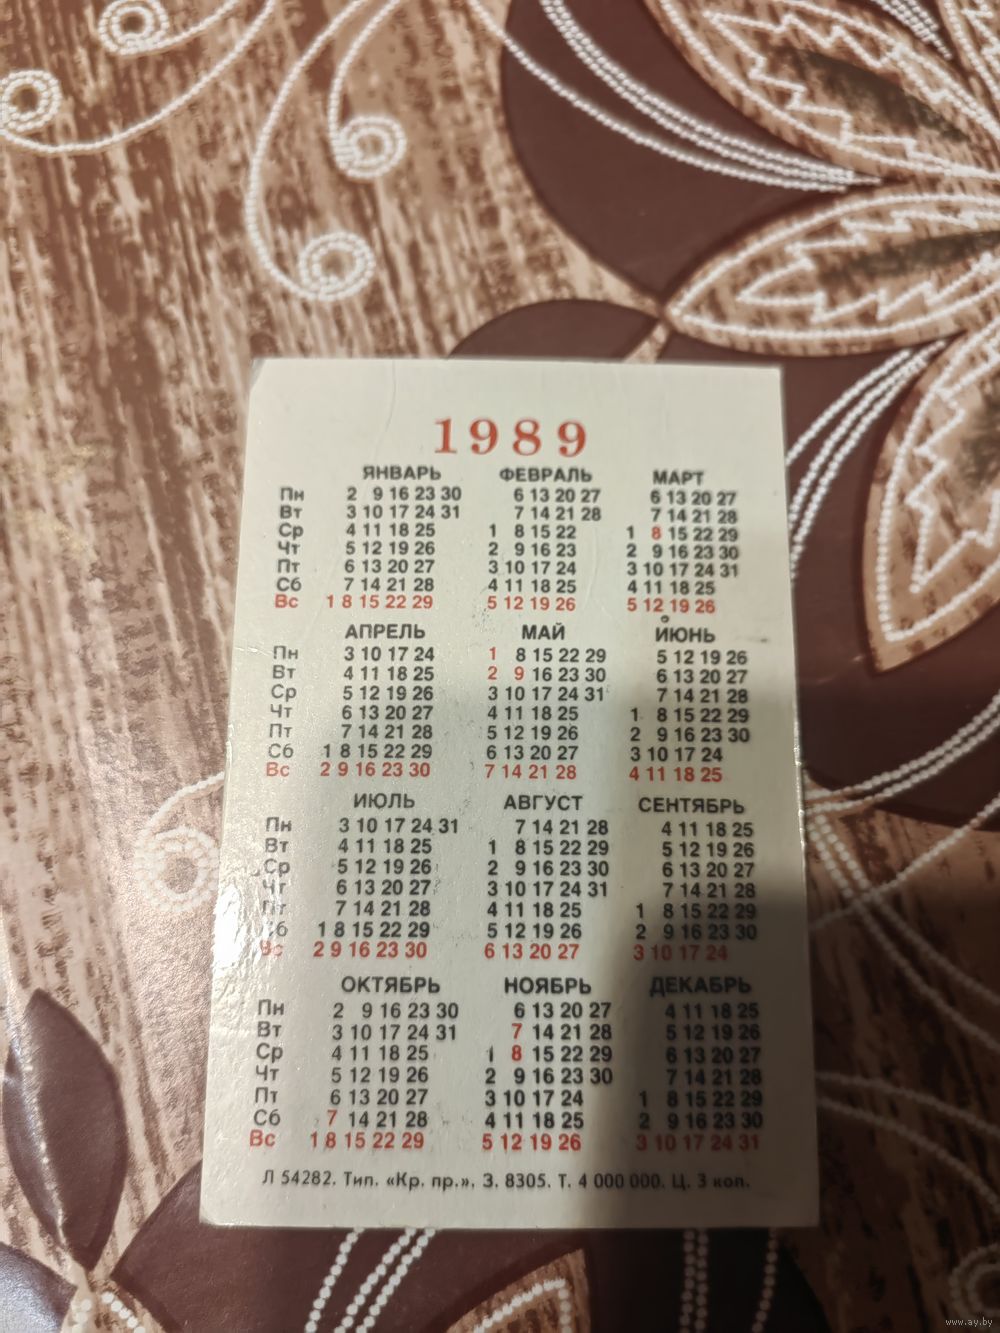 1989
ЯНВАРЬ ФЕВРАЛЬ МАРТ
Пн 2 9 16 23 30 6 13 20 27 6 13 20 27
Вт 3 10 17 24 31 7 14 21 28 7 14 21 28
Ср 4 11 18 25 1 8 15 22 1 8 15 22 29
Чт 5 12 19 26 2 9 16 23 2 9 16 23 30
Пт 6 13 20 27 3 10 17 24 3 10 17 24 31
Сб 7 14 21 28 4 11 18 25 4 11 18 25
Вс 1 8 15 22 29 5 12 19 26 5 12 19 26
АПРЕЛЬ МАЙ ИЮНЬ
Пн 3 10 17 24 1 8 15 22 29 5 12 19 26
Вт 4 11 18 25 2 9 16 23 30 6 13 20 27
Ср 5 12 19 26 3 10 17 24 31 7 14 21 28
Чт 6 13 20 27 4 11 18 25 1 8 15 22 29
Пт 7 14 21 28 5 12 19 26 2 9 16 23 30
Сб 1 8 15 22 29 6 13 20 27 3 10 17 24
Вс 2 9 16 23 30 7 14 21 28 4 11 18 25
ИЮЛЬ АВГУСТ СЕНТЯБРЬ
Пн 3 10 17 24 31 7 14 21 28 4 11 18 25
Вт 4 11 18 25 1 8 15 22 29 5 12 19 26
Ср 5 12 19 26 2 9 16 23 30 6 13 20 27
Чт 6 13 20 27 3 10 17 24 31 7 14 21 28
Пт 7 14 21 28 4 11 18 25 1 8 15 22 29
Сб 1 8 15 22 29 5 12 19 26 2 9 16 23 30
Вс 2 9 16 23 30 6 13 20 27 3 10 17 24
ОКТЯБРЬ НОЯБРЬ ДЕКАБРЬ
Пн 2 9 16 23 30 6 13 20 27 4 11 18 25
Вт 3 10 17 24 31 7 14 21 28 5 12 19 26
Ср 4 11 18 25 1 8 15 22 29 6 13 20 27
Чт 5 12 19 26 2 9 16 23 30 7 14 21 28
Пт 6 13 20 27 3 10 17 24 1 8 15 22 29
Сб 7 14 21 28 4 11 18 25 2 9 16 23 30
Вс 1 8 15 22 29 5 12 19 26 3 10 17 24 31
Л 54282. Тип. «Кр. пр.». З. 8305. Т. 4 000 000. Ц. 3 коп.
www.ay.by